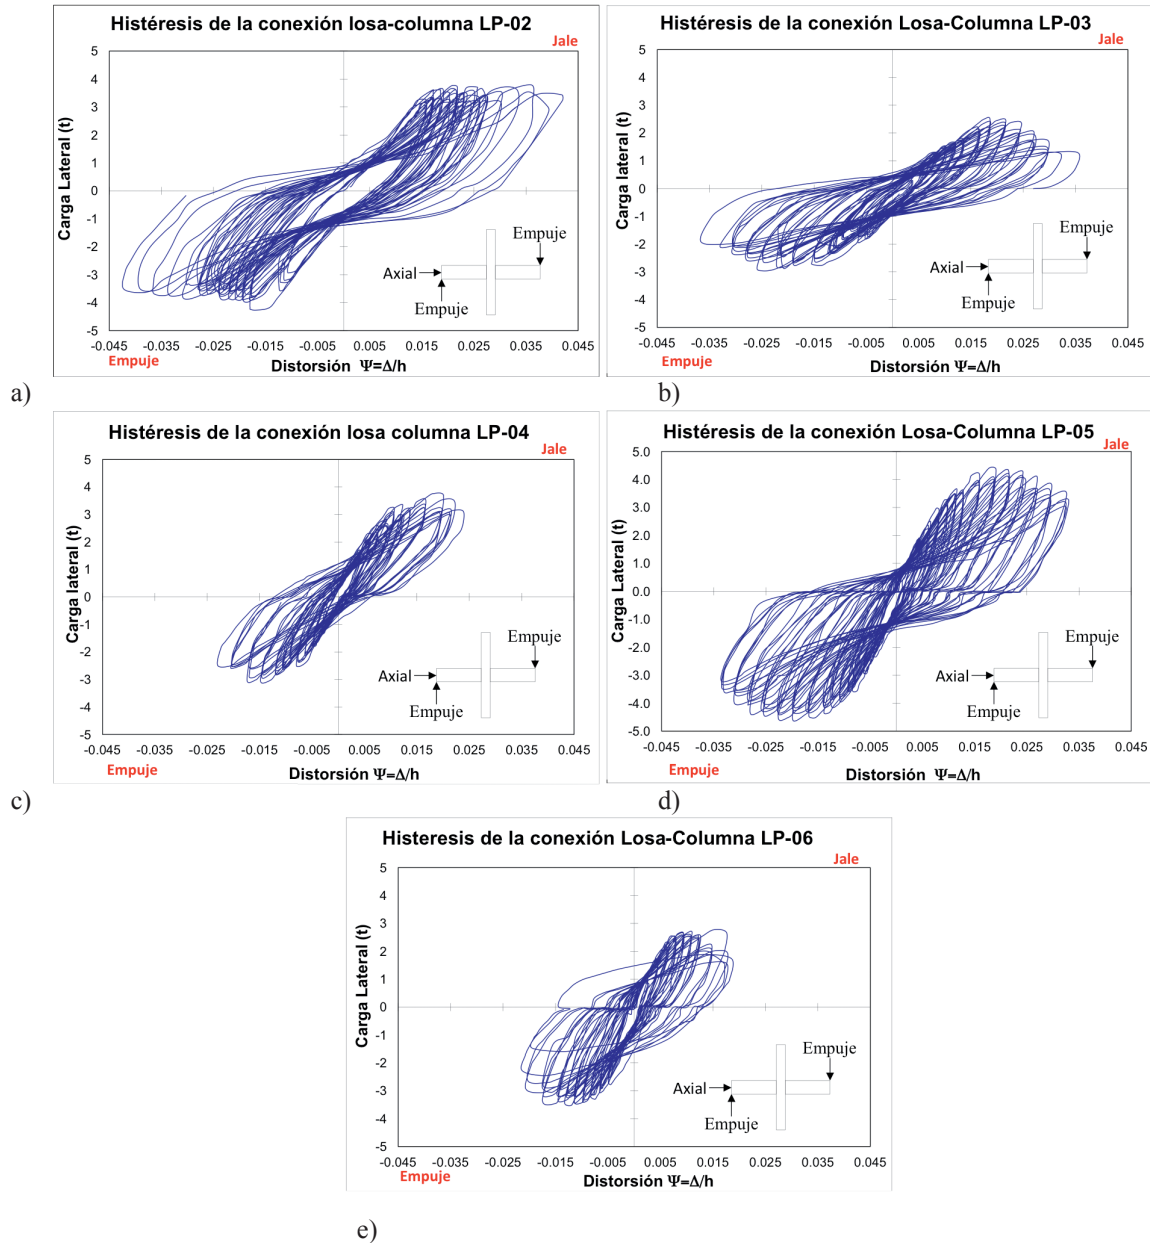 Histéresis de la conexión losa-columna LP-02
Jale
Carga Lateral (t)
5
4
3
2
1
0
-1
-2
-3
-4
-5
-0.045 -0.035 -0.025 -0.015 -0.005 0.005 0.015 0.025 0.035 0.045
Empuje
Axial
Empuje
Empuje
Distorsión Ψ=Δ/h
a)
Histéresis de la conexión Losa-Columna LP-03
Jale
Carga lateral (t)
5
4
3
2
1
0
-1
-2
-3
-4
-5
-0.045 -0.035 -0.025 -0.015 -0.005 0.005 0.015 0.025 0.035 0.045
Empuje
Axial
Empuje
Empuje
Distorsión Ψ=Δ/h
b)
Histéresis de la conexión losa columna LP-04
Jale
Carga lateral (t)
5
4
3
2
1
0
-1
-2
-3
-4
-5
-0.045 -0.035 -0.025 -0.015 -0.005 0.005 0.015 0.025 0.035 0.045
Empuje
Axial
Empuje
Empuje
Distorsión Ψ=Δ/h
c)
Histéresis de la conexión Losa-Columna LP-05
Jale
Carga Lateral (t)
5.0
4.0
3.0
2.0
1.0
0.0
-1.0
-2.0
-3.0
-4.0
-5.0
-0.045 -0.035 -0.025 -0.015 -0.005 0.005 0.015 0.025 0.035 0.045
Empuje
Axial
Empuje
Empuje
Distorsión Ψ=Δ/h
d)
Histeresis de la conexión Losa-Columna LP-06
Jale
Carga Lateral (t)
5
4
3
2
1
0
-1
-2
-3
-4
-5
-0.045 -0.035 -0.025 -0.015 -0.005 0.005 0.015 0.025 0.035 0.045
Empuje
Axial
Empuje
Empuje
Distorsión Ψ=Δ/h
e)